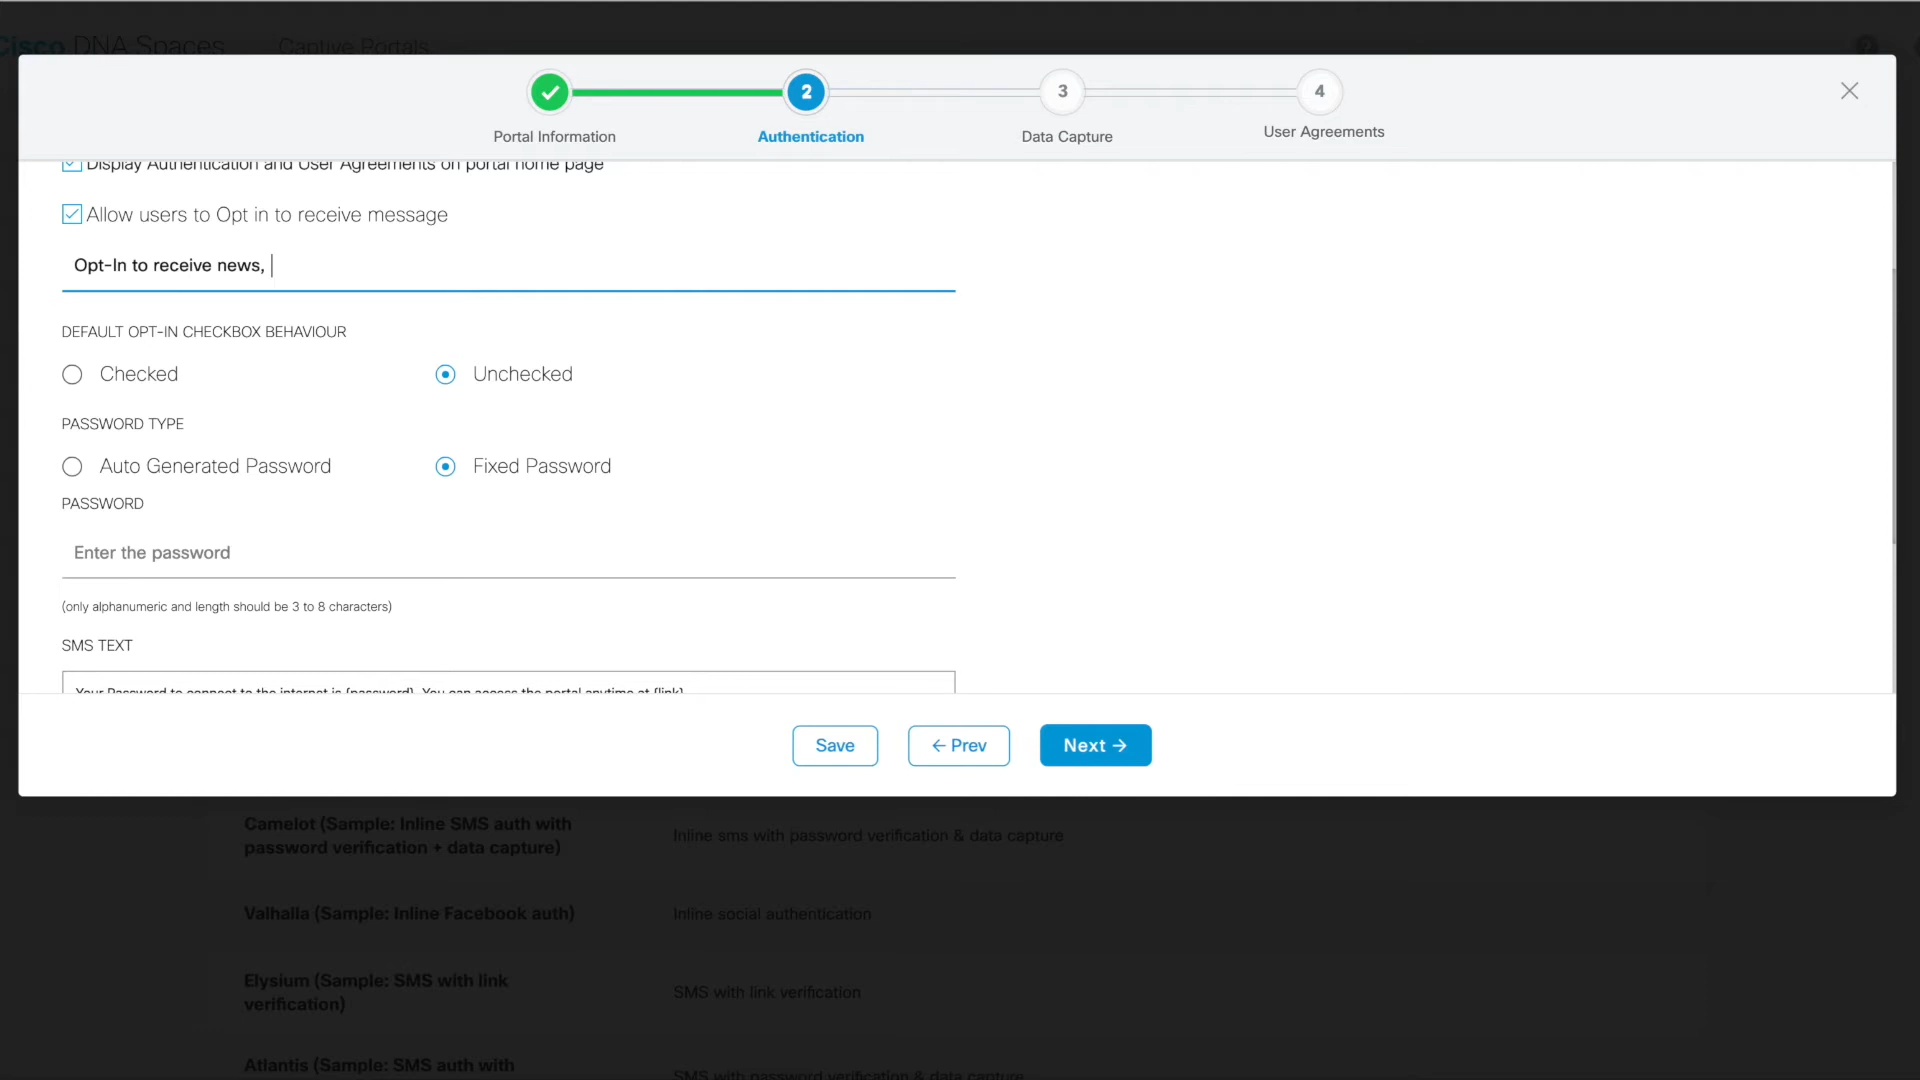 Cisco DNA Spaces Captive Portals
2 3 4
Portal Information Authentication Data Capture User Agreements
Display Authentication and User Agreements on portal home page
Allow users to Opt in to receive message
Opt-In to receive news,
DEFAULT OPT-IN CHECKBOX BEHAVIOUR
Checked Unchecked
PASSWORD TYPE
Auto Generated Password Fixed Password
PASSWORD
Enter the password
(only alphanumeric and length should be 3 to 8 characters)
SMS TEXT
Your Password to connect to the internet is {password}. You can access the portal anytime at {link}
Save ← Prev Next →
Camelot (Sample: Inline SMS auth with
password verification + data capture)
Inline sms with password verification & data capture
Valhalla (Sample: Inline Facebook auth)
Inline social authentication
Elysium (Sample: SMS with link
verification)
SMS with link verification
Atlantis (Sample: SMS auth with
SMS with password verification & data capture